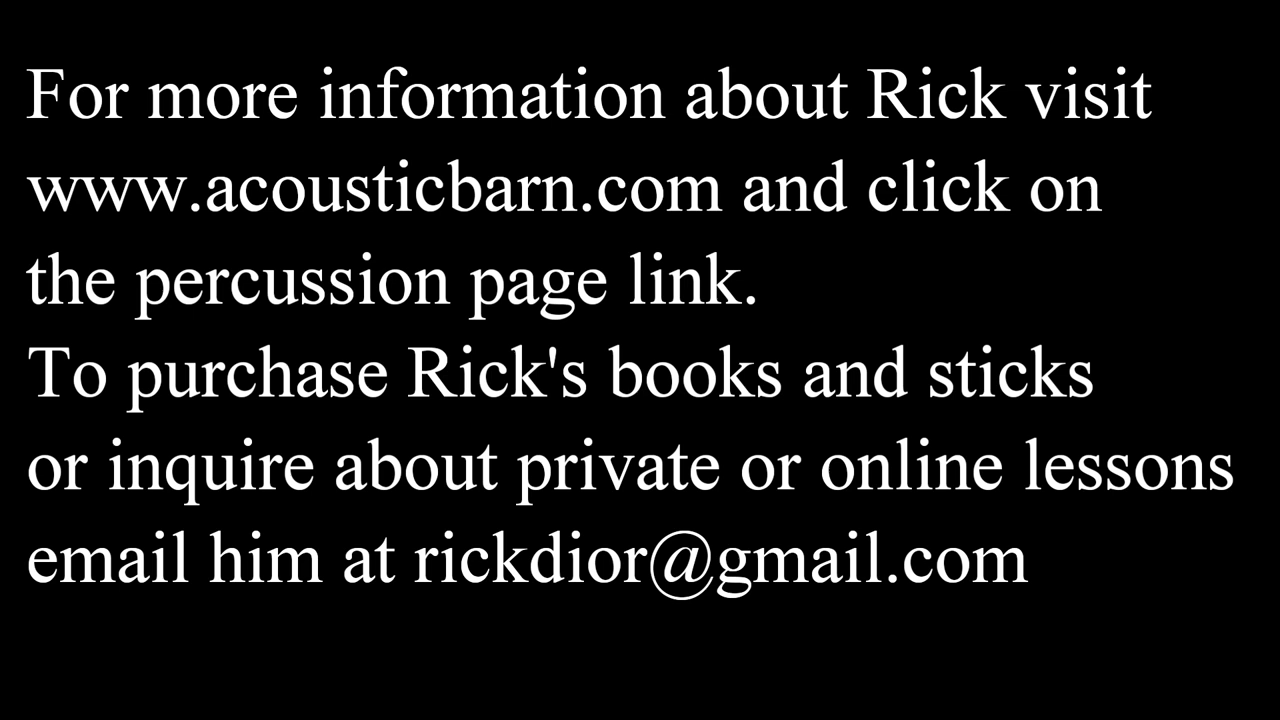 For more information about Rick visit
www.acousticbarn.com and click on
the percussion page link.
To purchase Rick's books and sticks
or inquire about private or online lessons
email him at rickdior@gmail.com